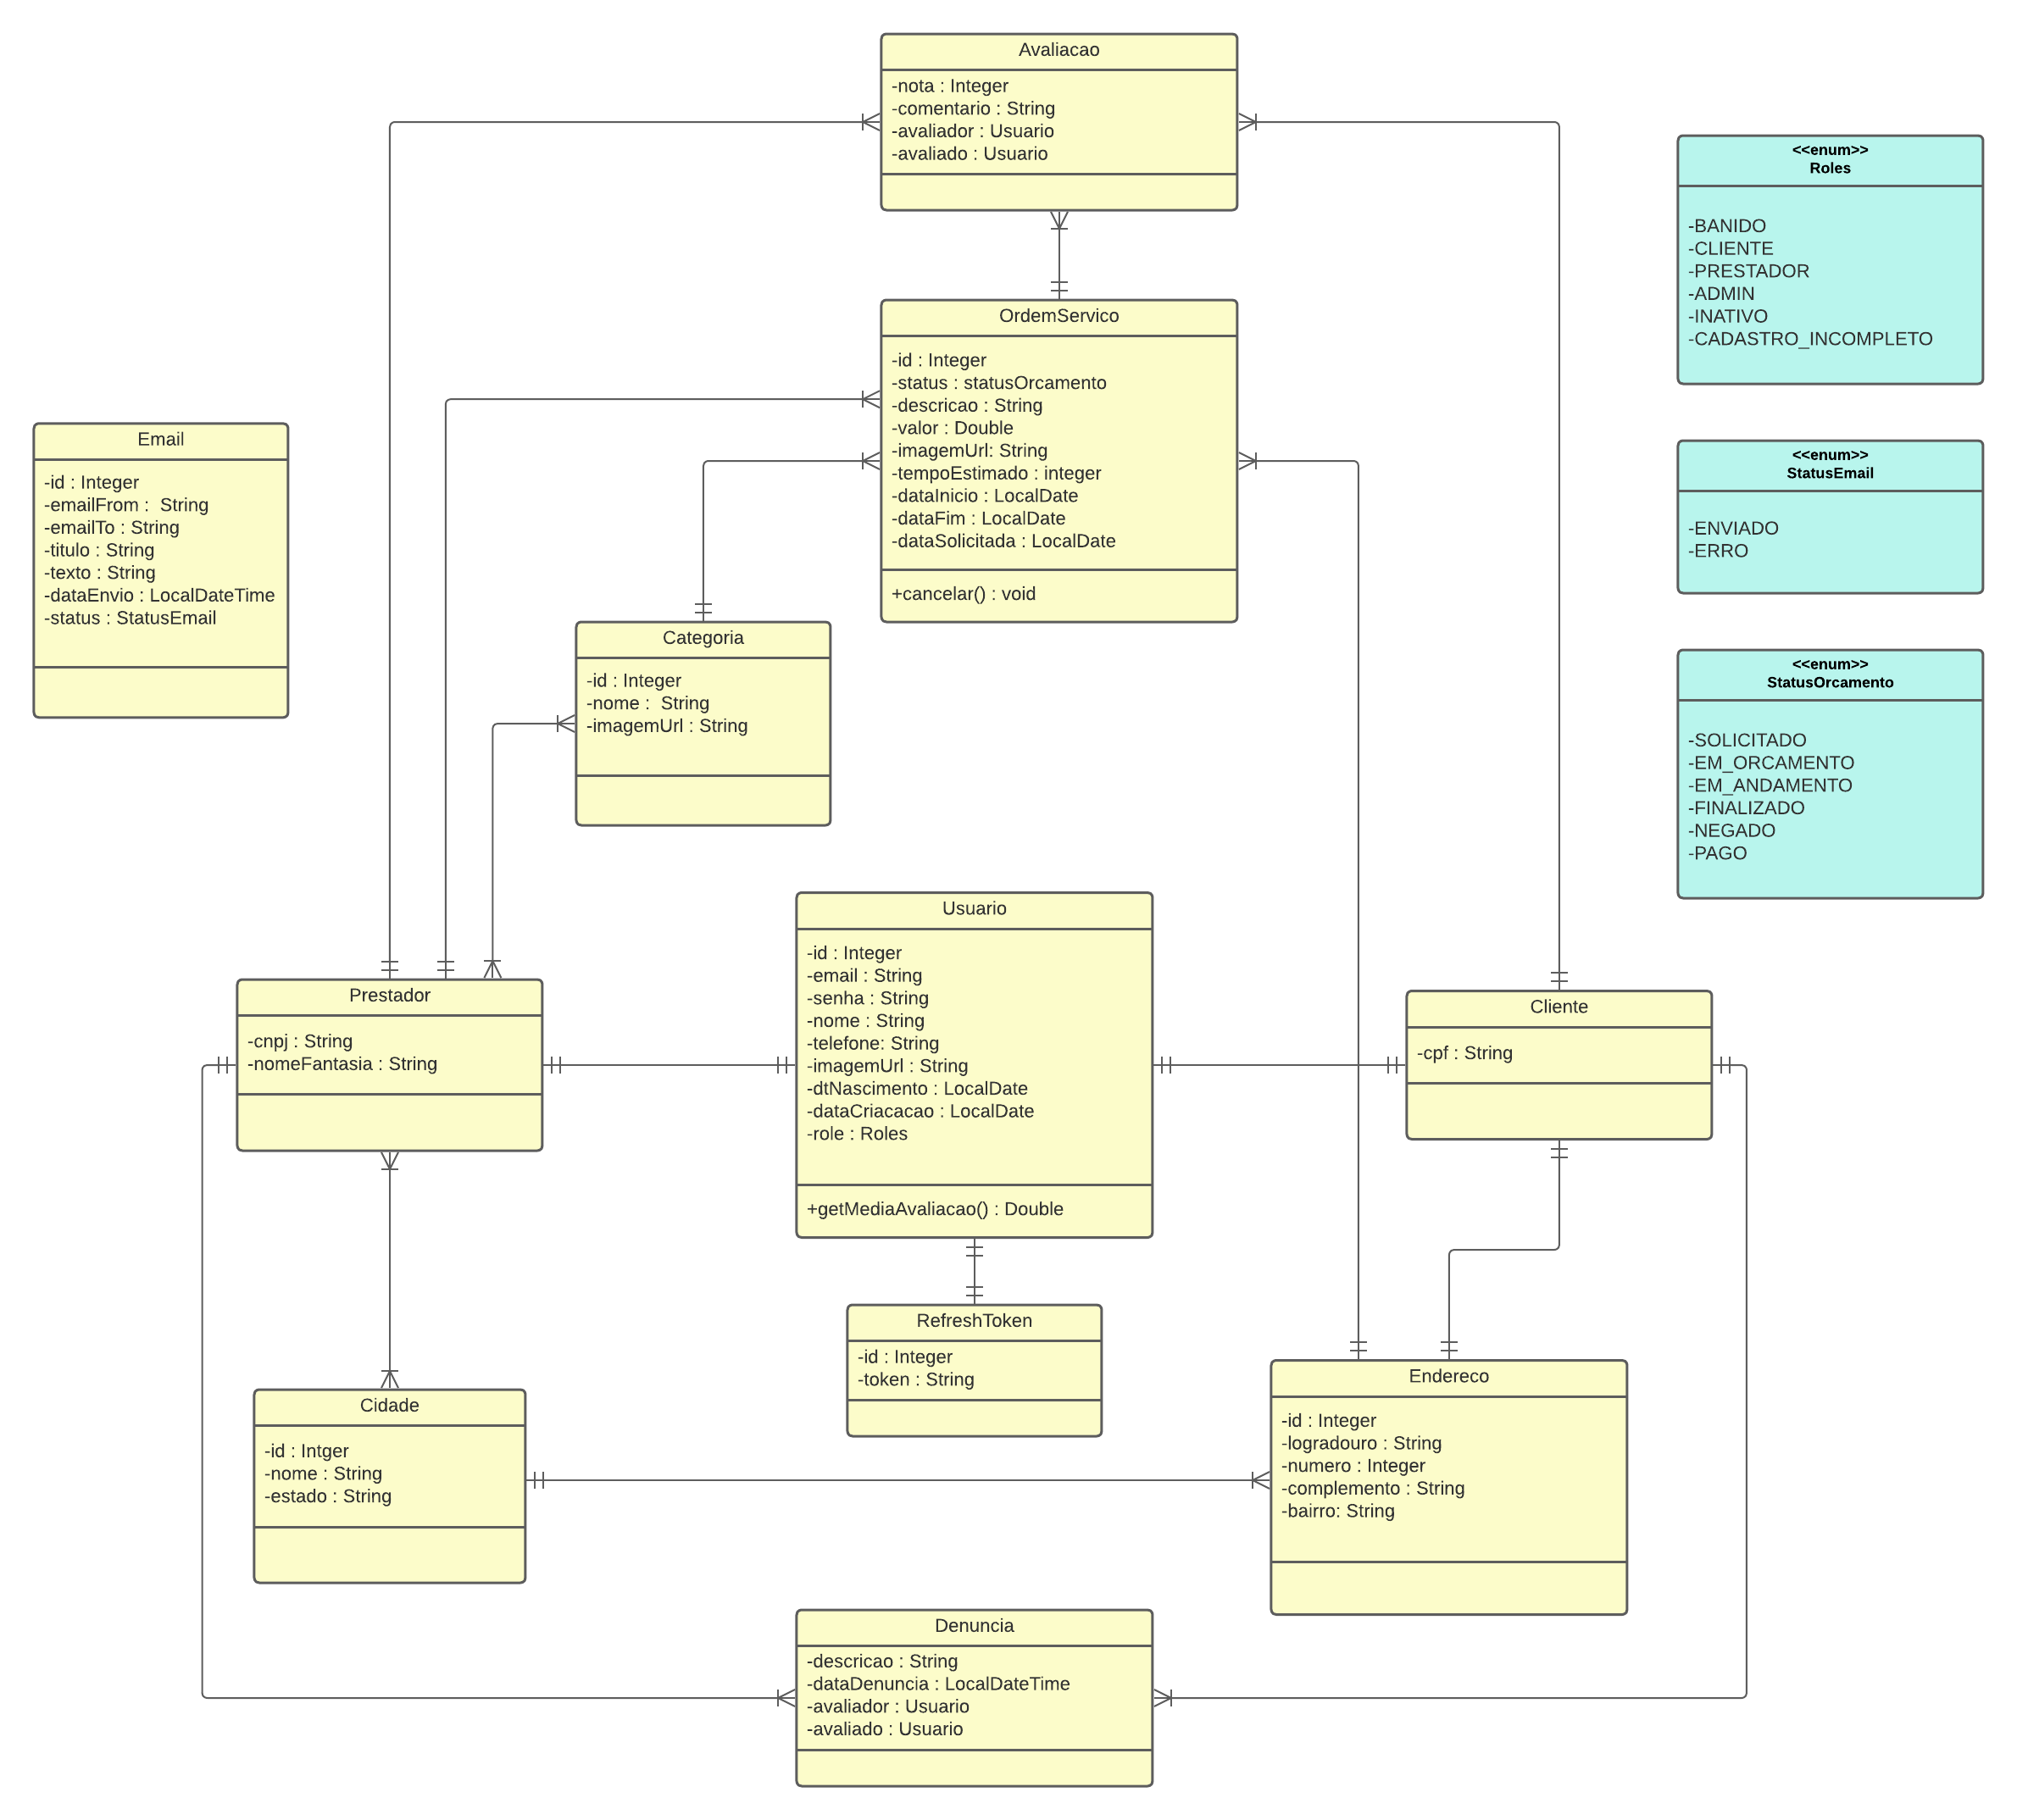 Avaliacao
-nota : Integer
-comentario : String
-avaliador : Usuario
-avaliado : Usuario
<<enum>>
Roles
-BANIDO
-CLIENTE
-PRESTADOR
-ADMIN
-INATIVO
-CADASTRO_INCOMPLETO
OrdemServico
-id : Integer
-status : statusOrcamento
-descricao : String
-valor : Double
-imagemUrl: String
-tempoEstimado : integer
-dataInicio : LocalDate
-dataFim : LocalDate
-dataSolicitada : LocalDate
+cancelar() : void
Email
-id : Integer
-emailFrom :  String
-emailTo : String
-titulo : String
-texto : String
-dataEnvio : LocalDateTime
-status : StatusEmail
<<enum>>
StatusEmail
-ENVIADO
-ERRO
Categoria
-id : Integer
-nome :  String
-imagemUrl : String
<<enum>>
StatusOrcamento
-SOLICITADO
-EM_ORCAMENTO
-EM_ANDAMENTO
-FINALIZADO
-NEGADO
-PAGO
Usuario
-id : Integer
-email : String
-senha : String
-nome : String
-telefone: String
-imagemUrl : String
-dtNascimento : LocalDate
-dataCriacacao : LocalDate
-role : Roles
+getMediaAvaliacao() : Double
Prestador
-cnpj : String
-nomeFantasia : String
Cliente
-cpf : String
RefreshToken
-id : Integer
-token : String
Endereco
-id : Integer
-logradouro : String
-numero : Integer
-complemento : String
-bairro: String
Cidade
-id : Intger
-nome : String
-estado : String
Denuncia
-descricao : String
-dataDenuncia : LocalDateTime
-avaliador : Usuario
-avaliado : Usuario